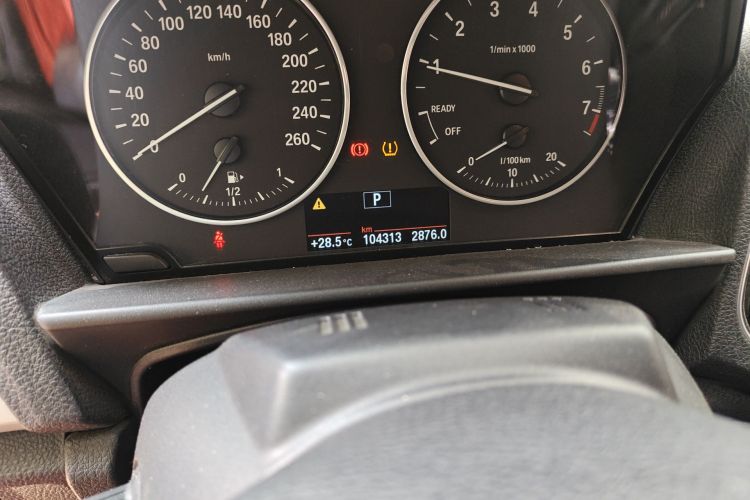 0 20 40 60 80 100 120 140 160 180 200 220 240 260
km/h
0 1/2 1
1 2 3 4 5 6 7
1/min x 1000
READY
OFF
0 10 20
l/100km
P
km
+28.5°C 104313 2876.0